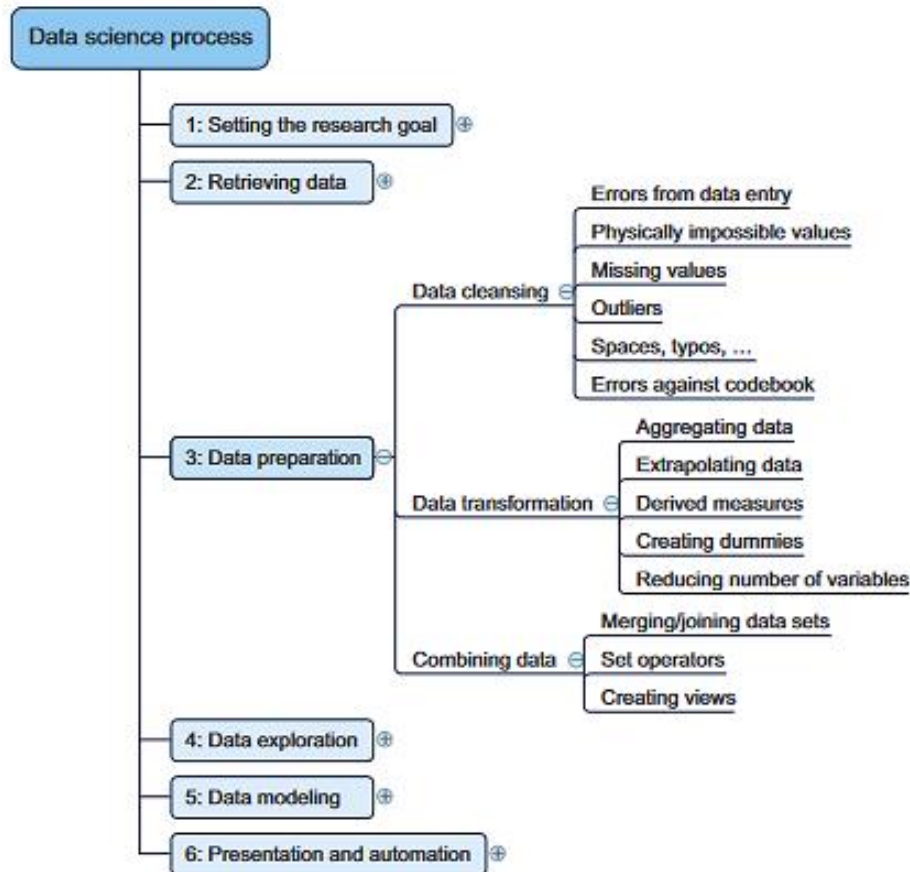 Data science process
1: Setting the research goal
2: Retrieving data
Errors from data entry
Physically impossible values
Data cleansing
Missing values
Outliers
Spaces, typos, ...
Errors against codebook
3: Data preparation
Aggregating data
Extrapolating data
Data transformation
Derived measures
Creating dummies
Reducing number of variables
Merging/joining data sets
Combining data
Set operators
Creating views
4: Data exploration
5: Data modeling
6: Presentation and automation